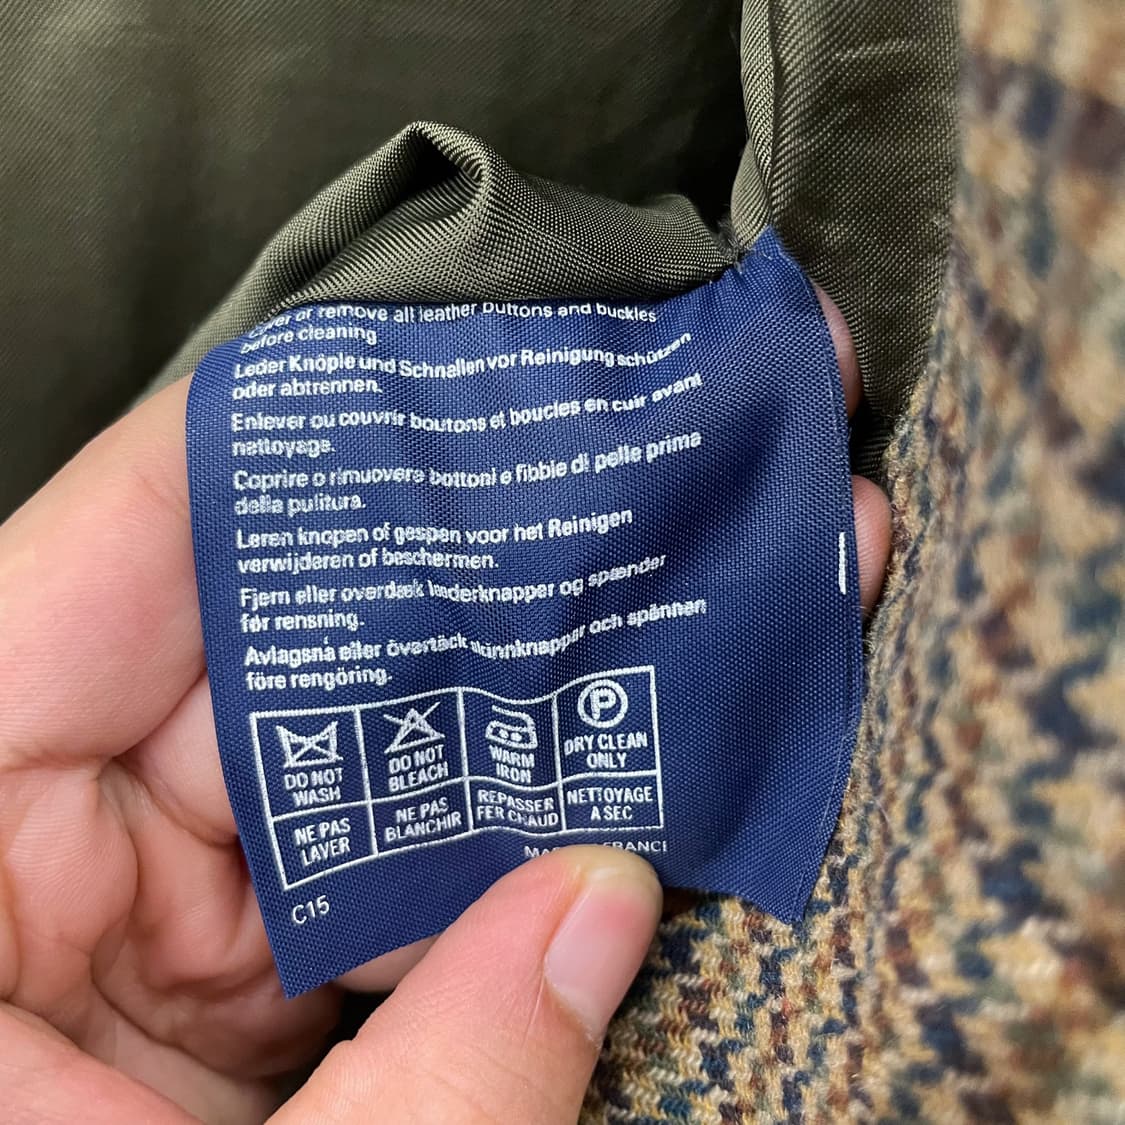 or remove all leather buttons and buckles
before cleaning
Leder Knöple und Schnallen vor Reinigung schützen
oder abtrennen.
Enlever ou couvrir boutons et boucles en cuir avant
nettoyage.
Coprire o rimuovere bottoni e fibbie di pelle prima
della pulitura.
Leren knopen of gespen voor het Reinigen
verwijderen of beschermen.
Fjern eller overdæk læderknapper og spænder
før rensning.
Avlagsna eller övertäck skinnknappar och spännen
före rengöring.
DO NOT
WASH
DO NOT
BLEACH
WARM
IRON
P
DRY CLEAN
ONLY
NE PAS
LAVER
NE PAS
BLANCHIR
REPASSER
FER CHAUD
NETTOYAGE
A SEC
C15